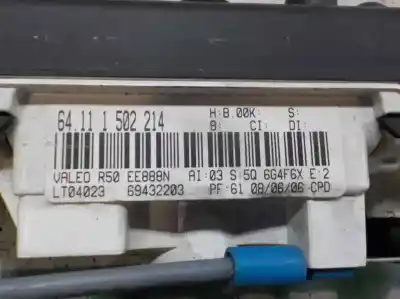 64.11 1 502 214 H:B.00K: S:
B: CI: DI:
VALEO R50 EE888N AI:03 S:5Q 6G4F6X E:2
LT04023 69432203 PF:61 08/06/06 CPD